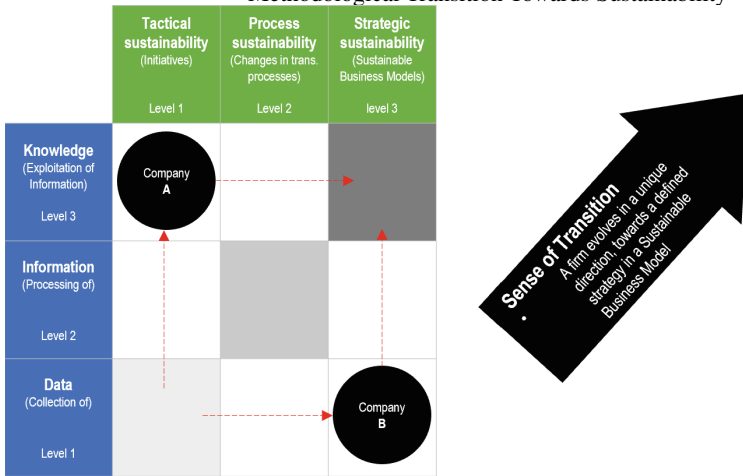 Methodological Transition Towards Sustainability
Tactical
sustainability
(Initiatives)
Level 1
Process
sustainability
(Changes in trans.
processes)
Level 2
Strategic
sustainability
(Sustainable
Business Models)
level 3
Knowledge
(Exploitation of
Information)
Level 3
Company
A
Information
(Processing of)
Level 2
Data
(Collection of)
Level 1
Company
B
Sense of Transition
• A firm evolves in a unique
direction, towards a defined
strategy in a Sustainable
Business Model